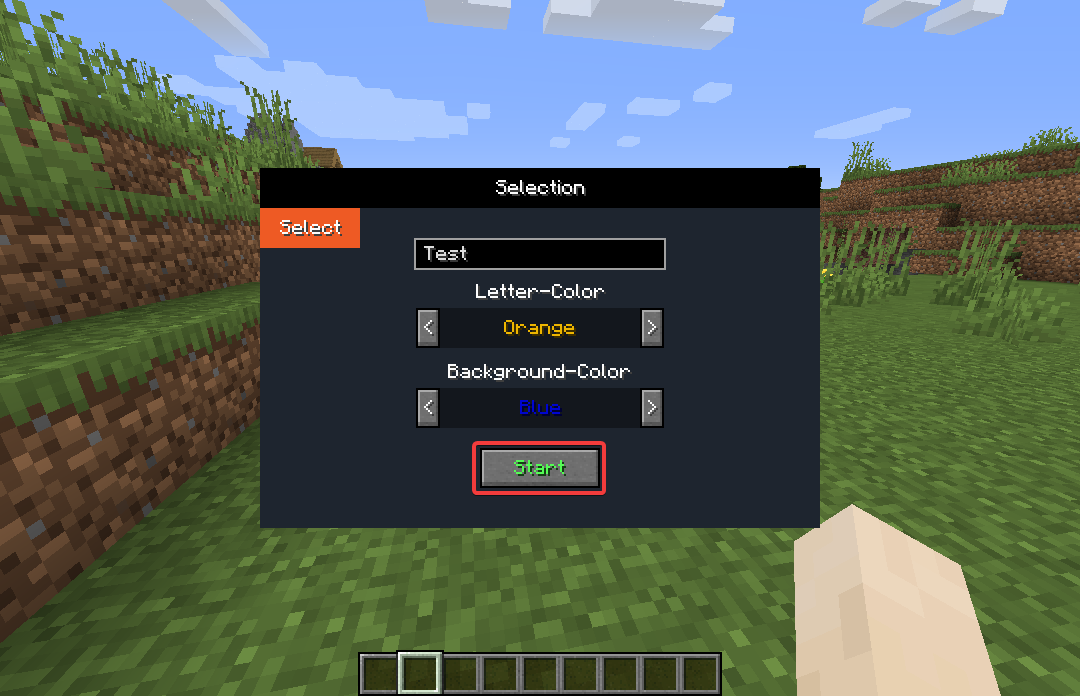 Selection
Select
Test
Letter-Color
< Orange >
Background-Color
< Blue >
Start